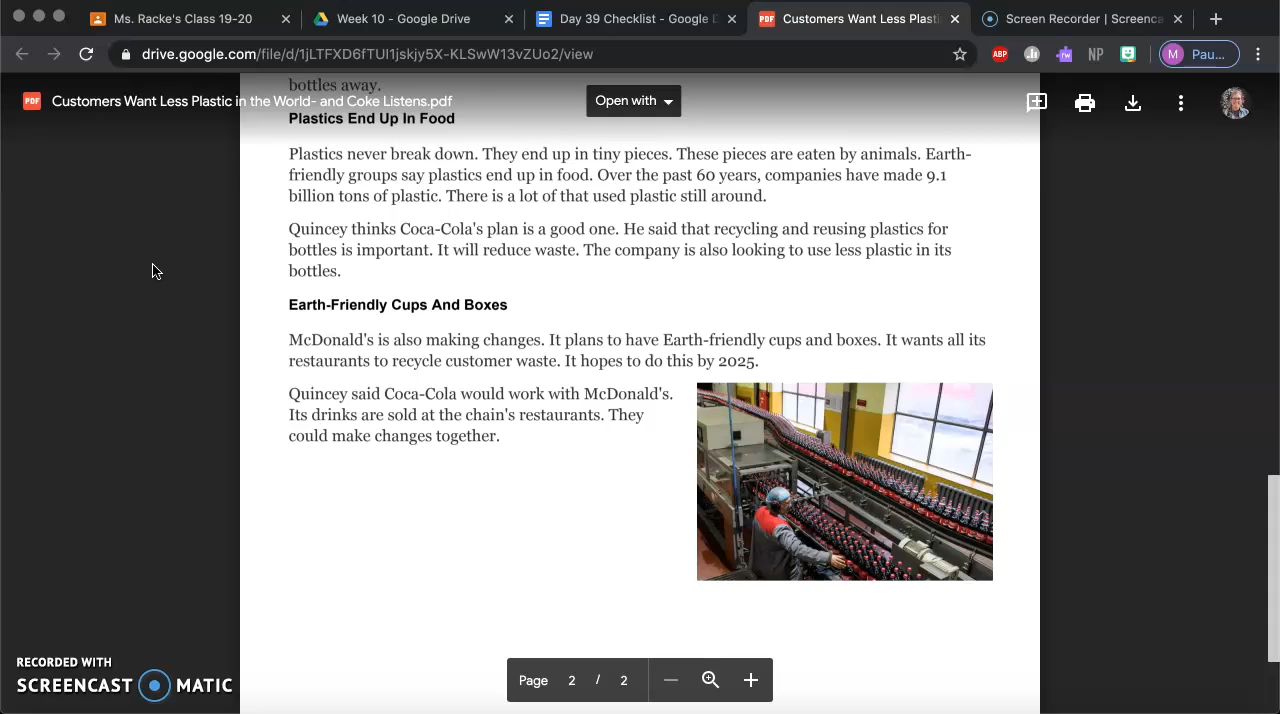 Ms. Racke's Class 19-20
Week 10 - Google Drive
Day 39 Checklist - Google D
Customers Want Less Plasti
Screen Recorder | Screenca
drive.google.com/file/d/1jLTFXD6fTUl1jskjy5X-KLSwW13vZUo2/view
ABP
rw
NP
M Pau...
bottles away.
PDF
Customers Want Less Plastic in the World- and Coke Listens.pdf
Open with
Plastics End Up In Food
Plastics never break down. They end up in tiny pieces. These pieces are eaten by animals. Earth-
friendly groups say plastics end up in food. Over the past 60 years, companies have made 9.1
billion tons of plastic. There is a lot of that used plastic still around.
Quincey thinks Coca-Cola's plan is a good one. He said that recycling and reusing plastics for
bottles is important. It will reduce waste. The company is also looking to use less plastic in its
bottles.
Earth-Friendly Cups And Boxes
McDonald's is also making changes. It plans to have Earth-friendly cups and boxes. It wants all its
restaurants to recycle customer waste. It hopes to do this by 2025.
Quincey said Coca-Cola would work with McDonald's.
Its drinks are sold at the chain's restaurants. They
could make changes together.
RECORDED WITH
SCREENCAST MATIC
Page 2 / 2